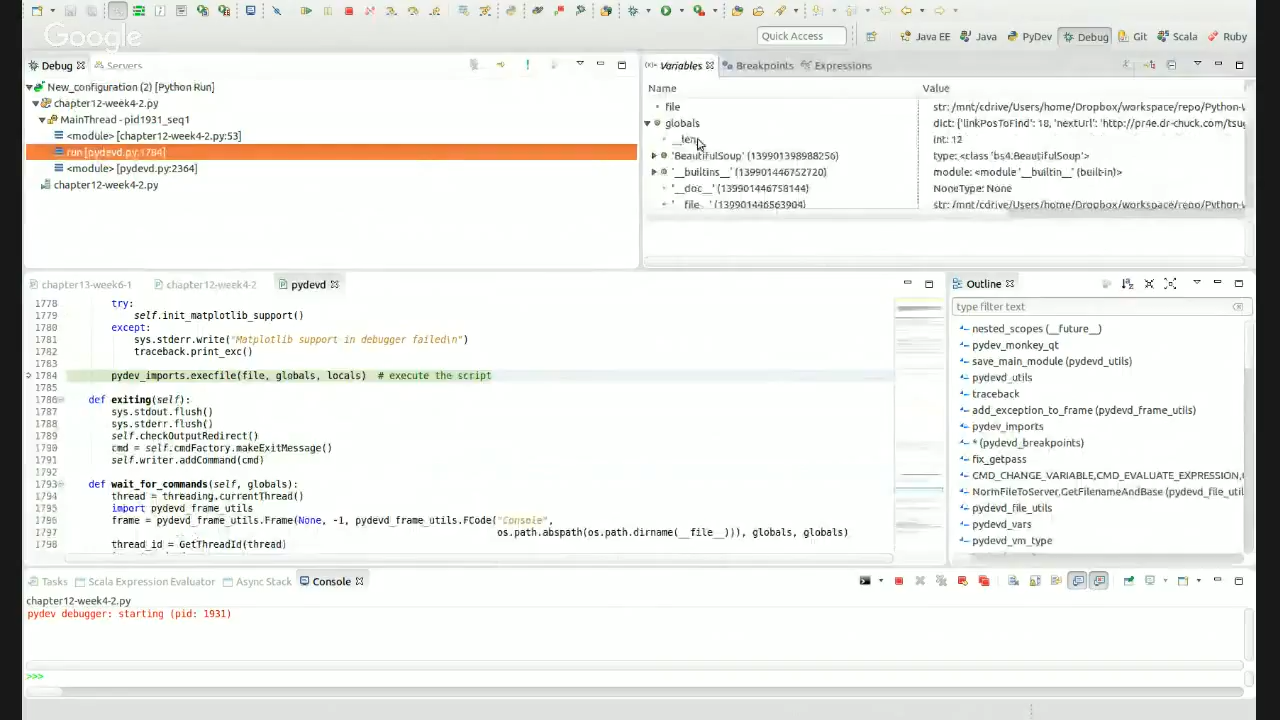 Google
Quick Access
Java EE
Java
PyDev
Debug
Git
Scala
Ruby
Debug
Servers
New_configuration (2) [Python Run]
chapter12-week4-2.py
MainThread - pid1931_seq1
<module> [chapter12-week4-2.py:53]
run [pydevd.py:1784]
<module> [pydevd.py:2364]
chapter12-week4-2.py
Variables
Breakpoints
Expressions
Name
Value
file
str: /mnt/cdrive/Users/home/Dropbox/workspace/repo/Python-
globals
dict: {'linkPosToFind': 18, 'nextUrl': 'http://pr4e.dr-chuck.com/tsug
__len
int: 12
'BeautifulSoup' (139901398988256)
type: <class 'bs4.BeautifulSoup'>
'__builtins__' (139901446752720)
module: <module '__builtin__' (built-in)>
'__doc__' (139901446758144)
NoneType: None
'__file__' (139901446563904)
str: /mnt/cdrive/Users/home/Dropbox/workspace/repo/Python-
chapter13-week6-1
chapter12-week4-2
pydevd
1778 try:
1779 self.init_matplotlib_support()
1780 except:
1781 sys.stderr.write("Matplotlib support in debugger failed\n")
1782 traceback.print_exc()
1783
1784 pydev_imports.execfile(file, globals, locals)  # execute the script
1785
1786 def exiting(self):
1787 sys.stdout.flush()
1788 sys.stderr.flush()
1789 self.checkOutputRedirect()
1790 cmd = self.cmdFactory.makeExitMessage()
1791 self.writer.addCommand(cmd)
1792
1793 def wait_for_commands(self, globals):
1794 thread = threading.currentThread()
1795 import pydevd_frame_utils
1796 frame = pydevd_frame_utils.Frame(None, -1, pydevd_frame_utils.FCode("Console",
1797 os.path.abspath(os.path.dirname(__file__))), globals, globals)
1798 thread_id = GetThreadId(thread)
Outline
type filter text
nested_scopes (__future__)
pydev_monkey_qt
save_main_module (pydevd_utils)
pydevd_utils
traceback
add_exception_to_frame (pydevd_frame_utils)
pydev_imports
* (pydevd_breakpoints)
fix_getpass
CMD_CHANGE_VARIABLE,CMD_EVALUATE_EXPRESSION,
NormFileToServer,GetFilenameAndBase (pydevd_file_util
pydevd_file_utils
pydevd_vars
pydevd_vm_type
Tasks
Scala Expression Evaluator
Async Stack
Console
chapter12-week4-2.py
pydev debugger: starting (pid: 1931)
>>>